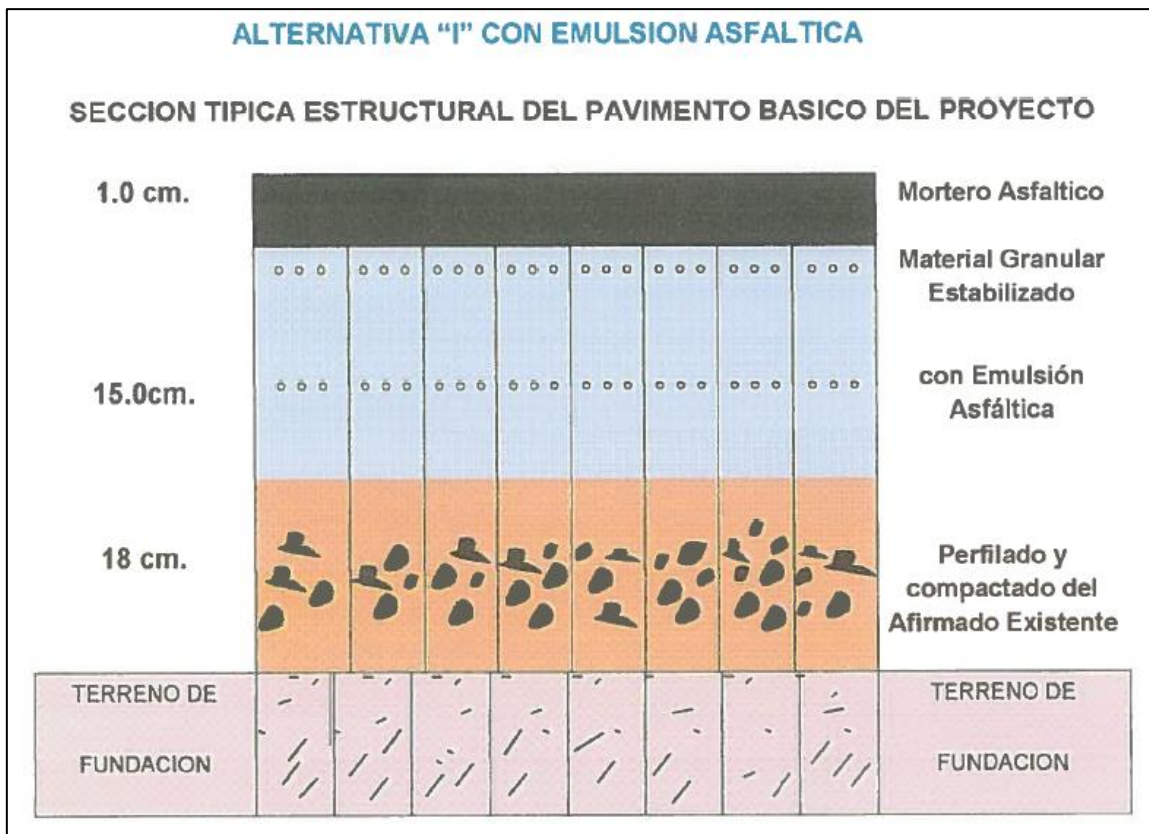 ALTERNATIVA “I” CON EMULSION ASFALTICA
SECCION TIPICA ESTRUCTURAL DEL PAVIMENTO BASICO DEL PROYECTO
1.0 cm.
Mortero Asfaltico
Material Granular
Estabilizado
15.0cm.
con Emulsión
Asfáltica
18 cm.
Perfilado y
compactado del
Afirmado Existente
TERRENO DE
FUNDACION
TERRENO DE
FUNDACION